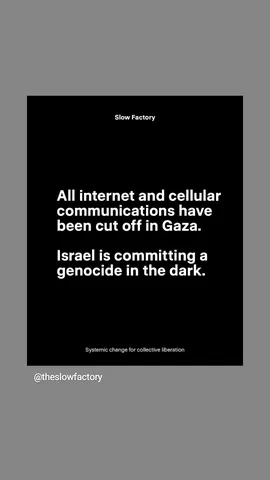 Slow Factory
All internet and cellular
communications have
been cut off in Gaza.
Israel is committing a
genocide in the dark.
Systemic change for collective liberation
@theslowfactory